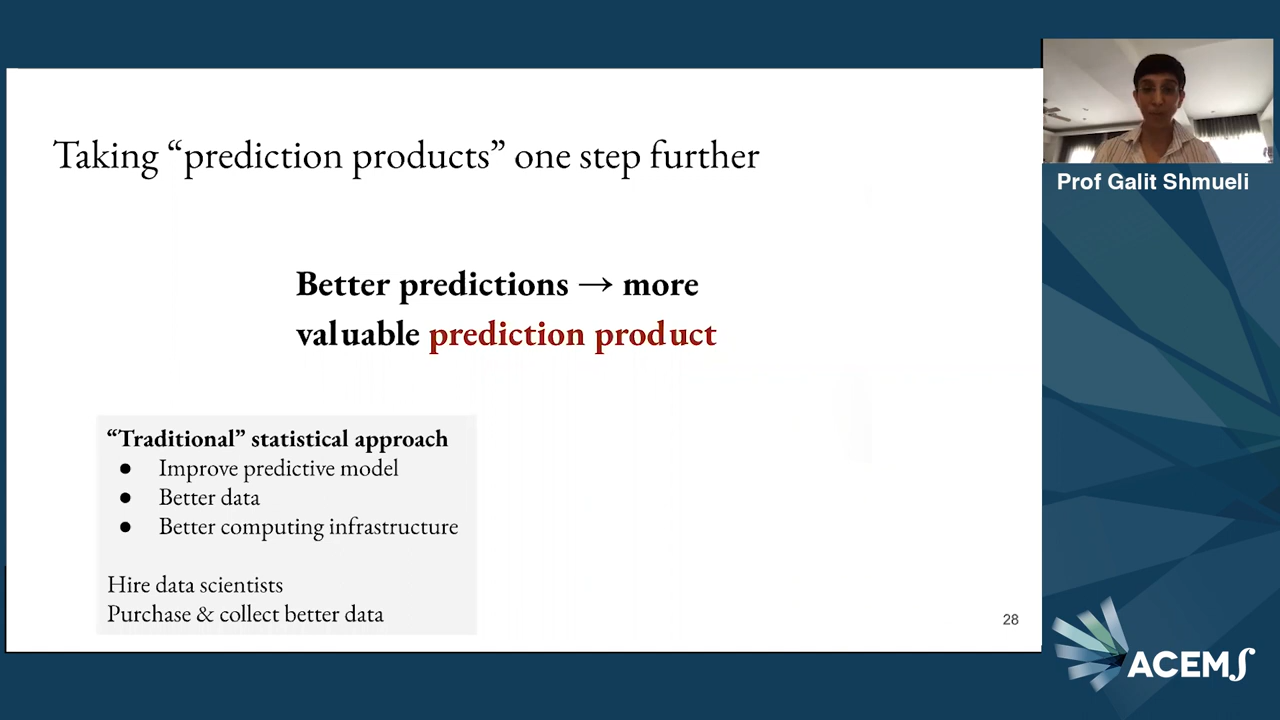 Taking “prediction products” one step further
Better predictions → more
valuable prediction product
“Traditional” statistical approach
● Improve predictive model
● Better data
● Better computing infrastructure
Hire data scientists
Purchase & collect better data
28
Prof Galit Shmueli
ACEMS